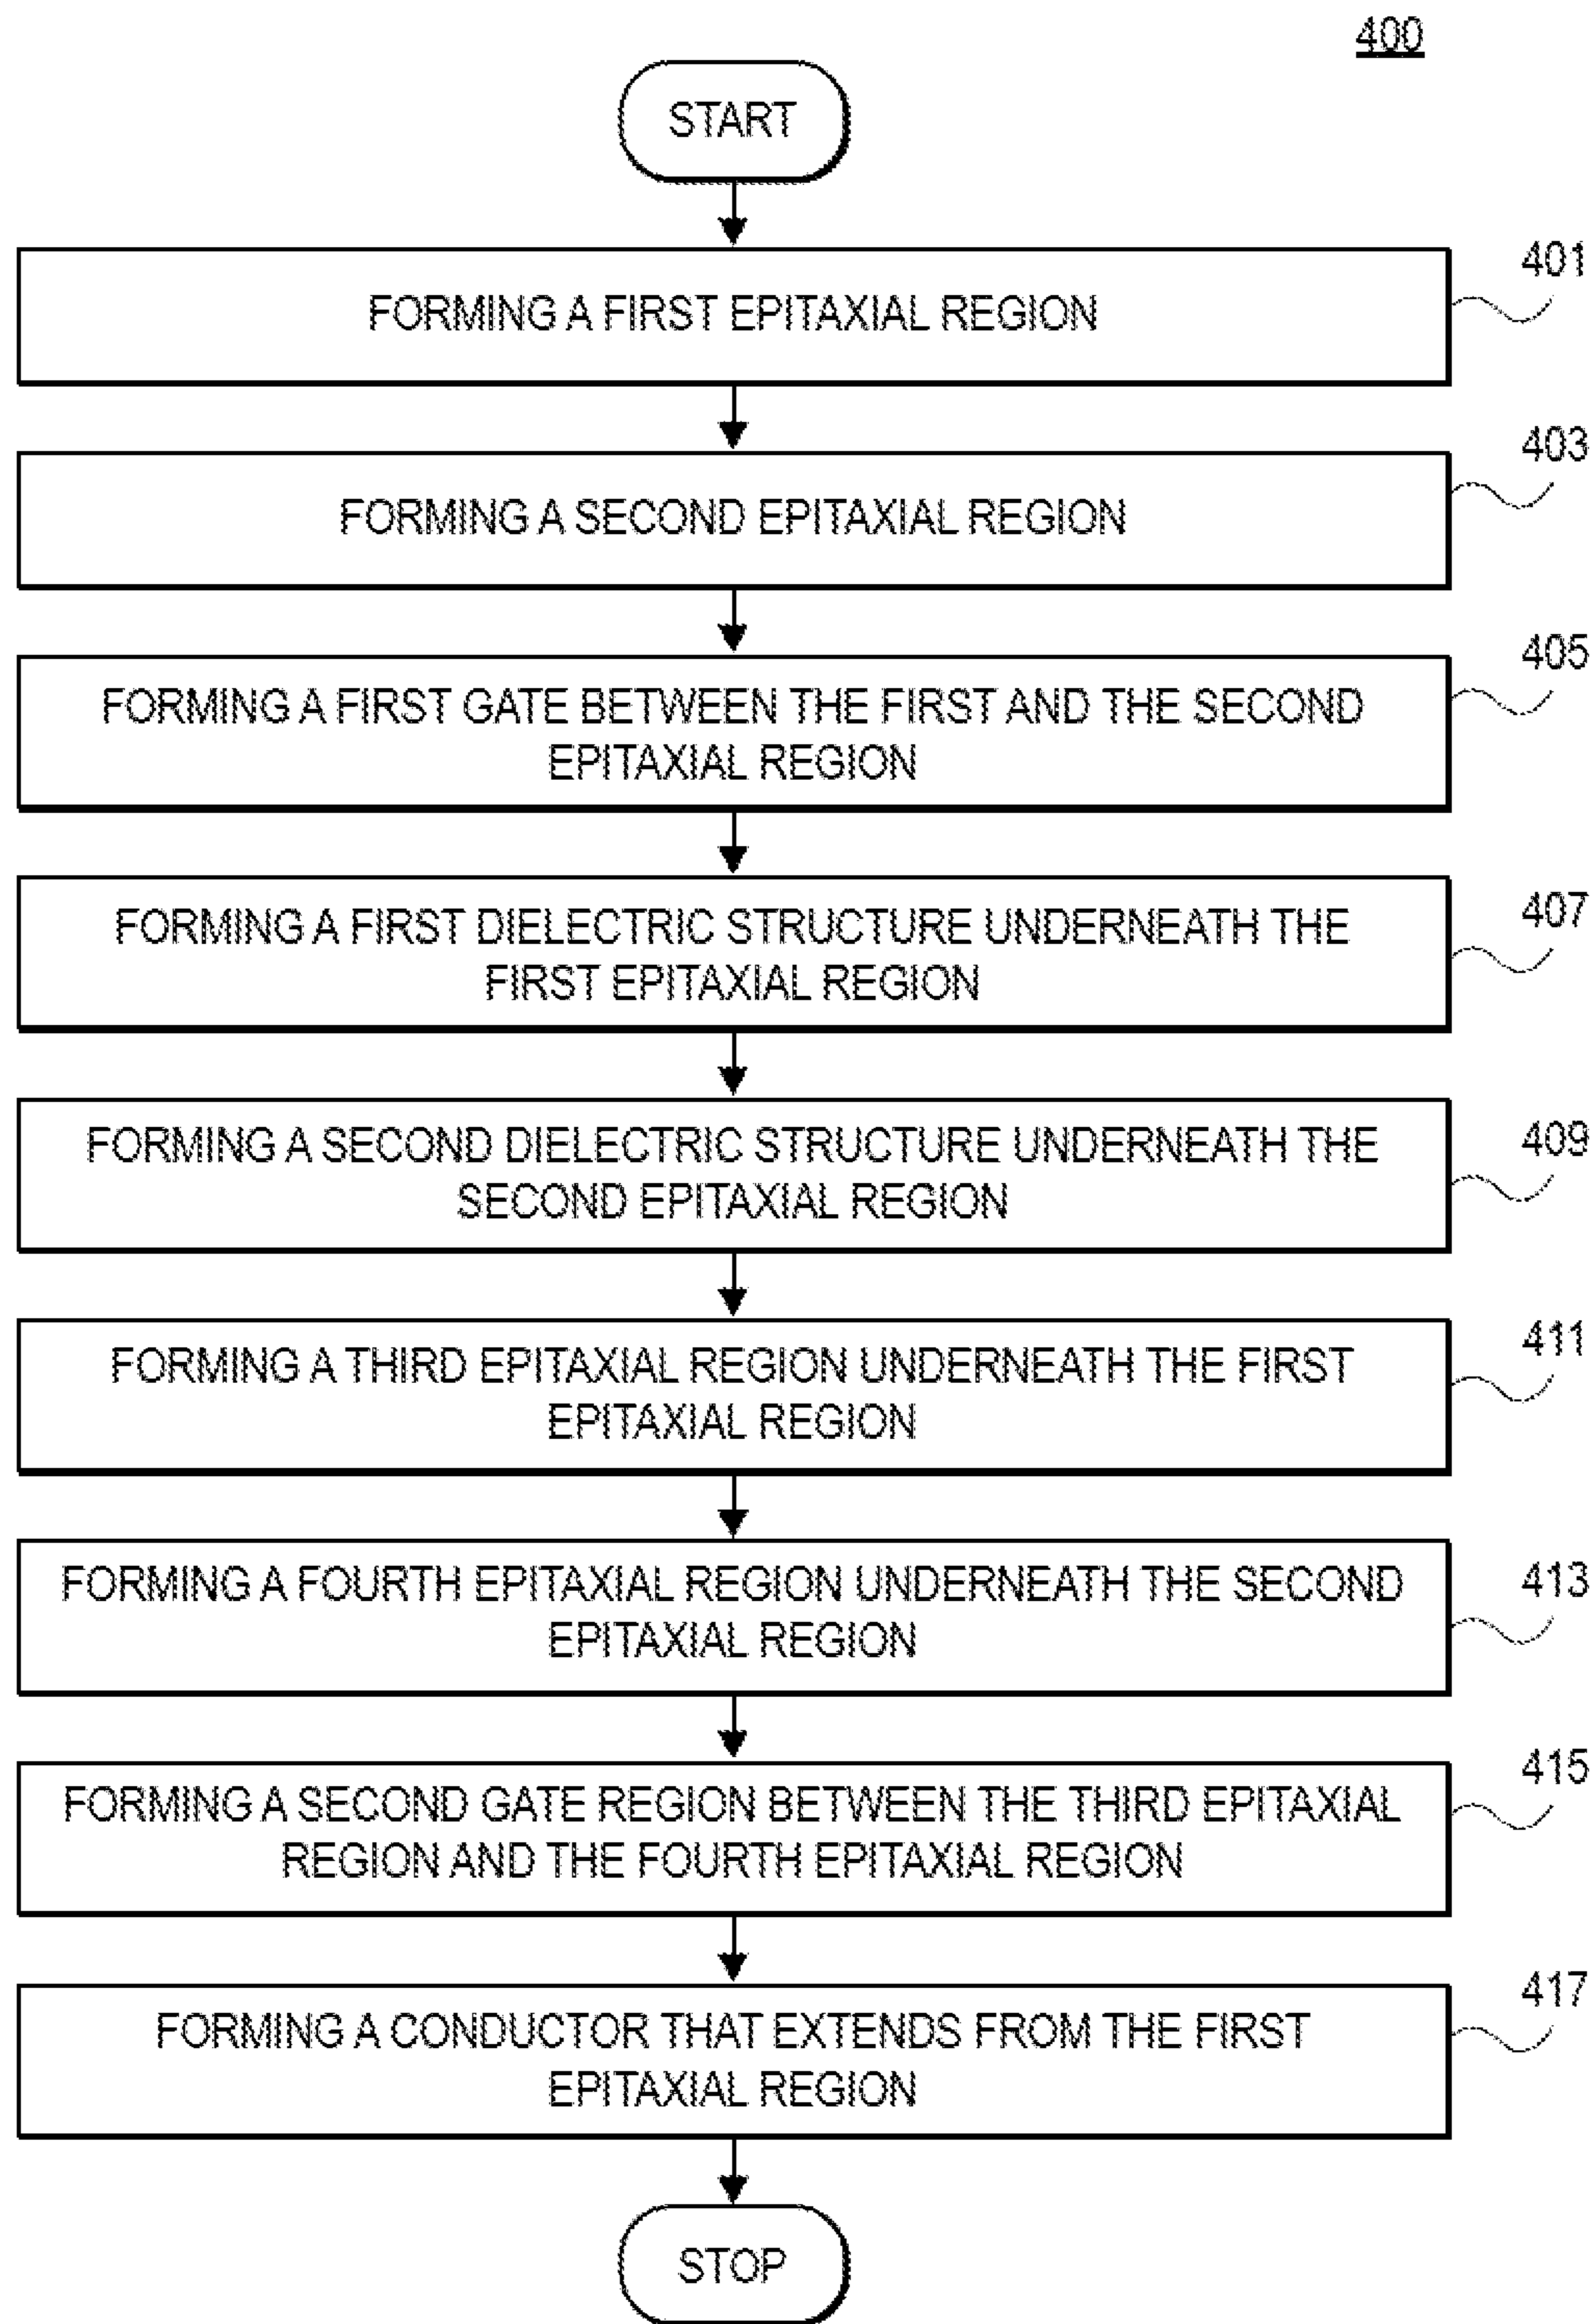 400
START
FORMING A FIRST EPITAXIAL REGION
401
FORMING A SECOND EPITAXIAL REGION
403
FORMING A FIRST GATE BETWEEN THE FIRST AND THE SECOND
EPITAXIAL REGION
405
FORMING A FIRST DIELECTRIC STRUCTURE UNDERNEATH THE
FIRST EPITAXIAL REGION
407
FORMING A SECOND DIELECTRIC STRUCTURE UNDERNEATH THE
SECOND EPITAXIAL REGION
409
FORMING A THIRD EPITAXIAL REGION UNDERNEATH THE FIRST
EPITAXIAL REGION
411
FORMING A FOURTH EPITAXIAL REGION UNDERNEATH THE SECOND
EPITAXIAL REGION
413
FORMING A SECOND GATE REGION BETWEEN THE THIRD EPITAXIAL
REGION AND THE FOURTH EPITAXIAL REGION
415
FORMING A CONDUCTOR THAT EXTENDS FROM THE FIRST
EPITAXIAL REGION
417
STOP